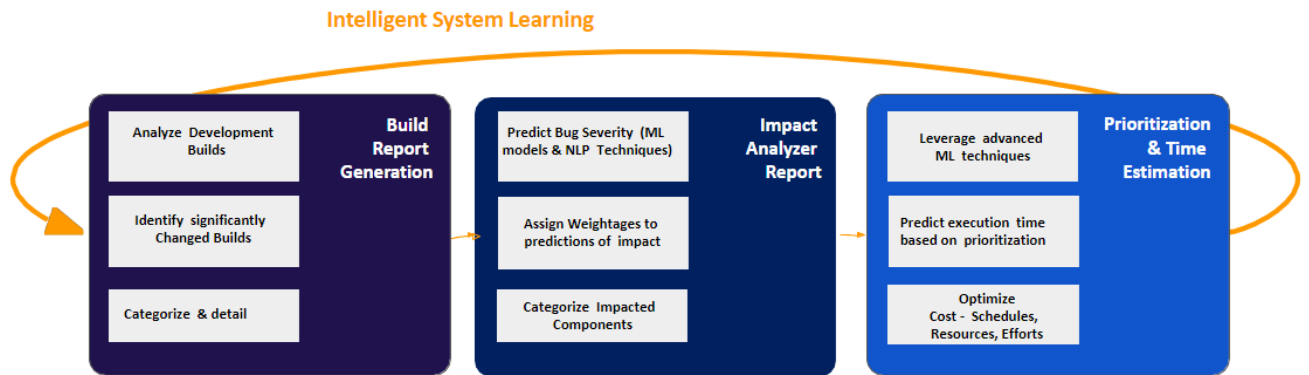 Intelligent System Learning
Analyze Development
Builds
Build
Report
Generation
Identify significantly
Changed Builds
Categorize & detail
Predict Bug Severity (ML
models & NLP Techniques)
Impact
Analyzer
Report
Assign Weightages to
predictions of impact
Categorize Impacted
Components
Leverage advanced
ML techniques
Prioritization
& Time
Estimation
Predict execution time
based on prioritization
Optimize
Cost - Schedules,
Resources, Efforts